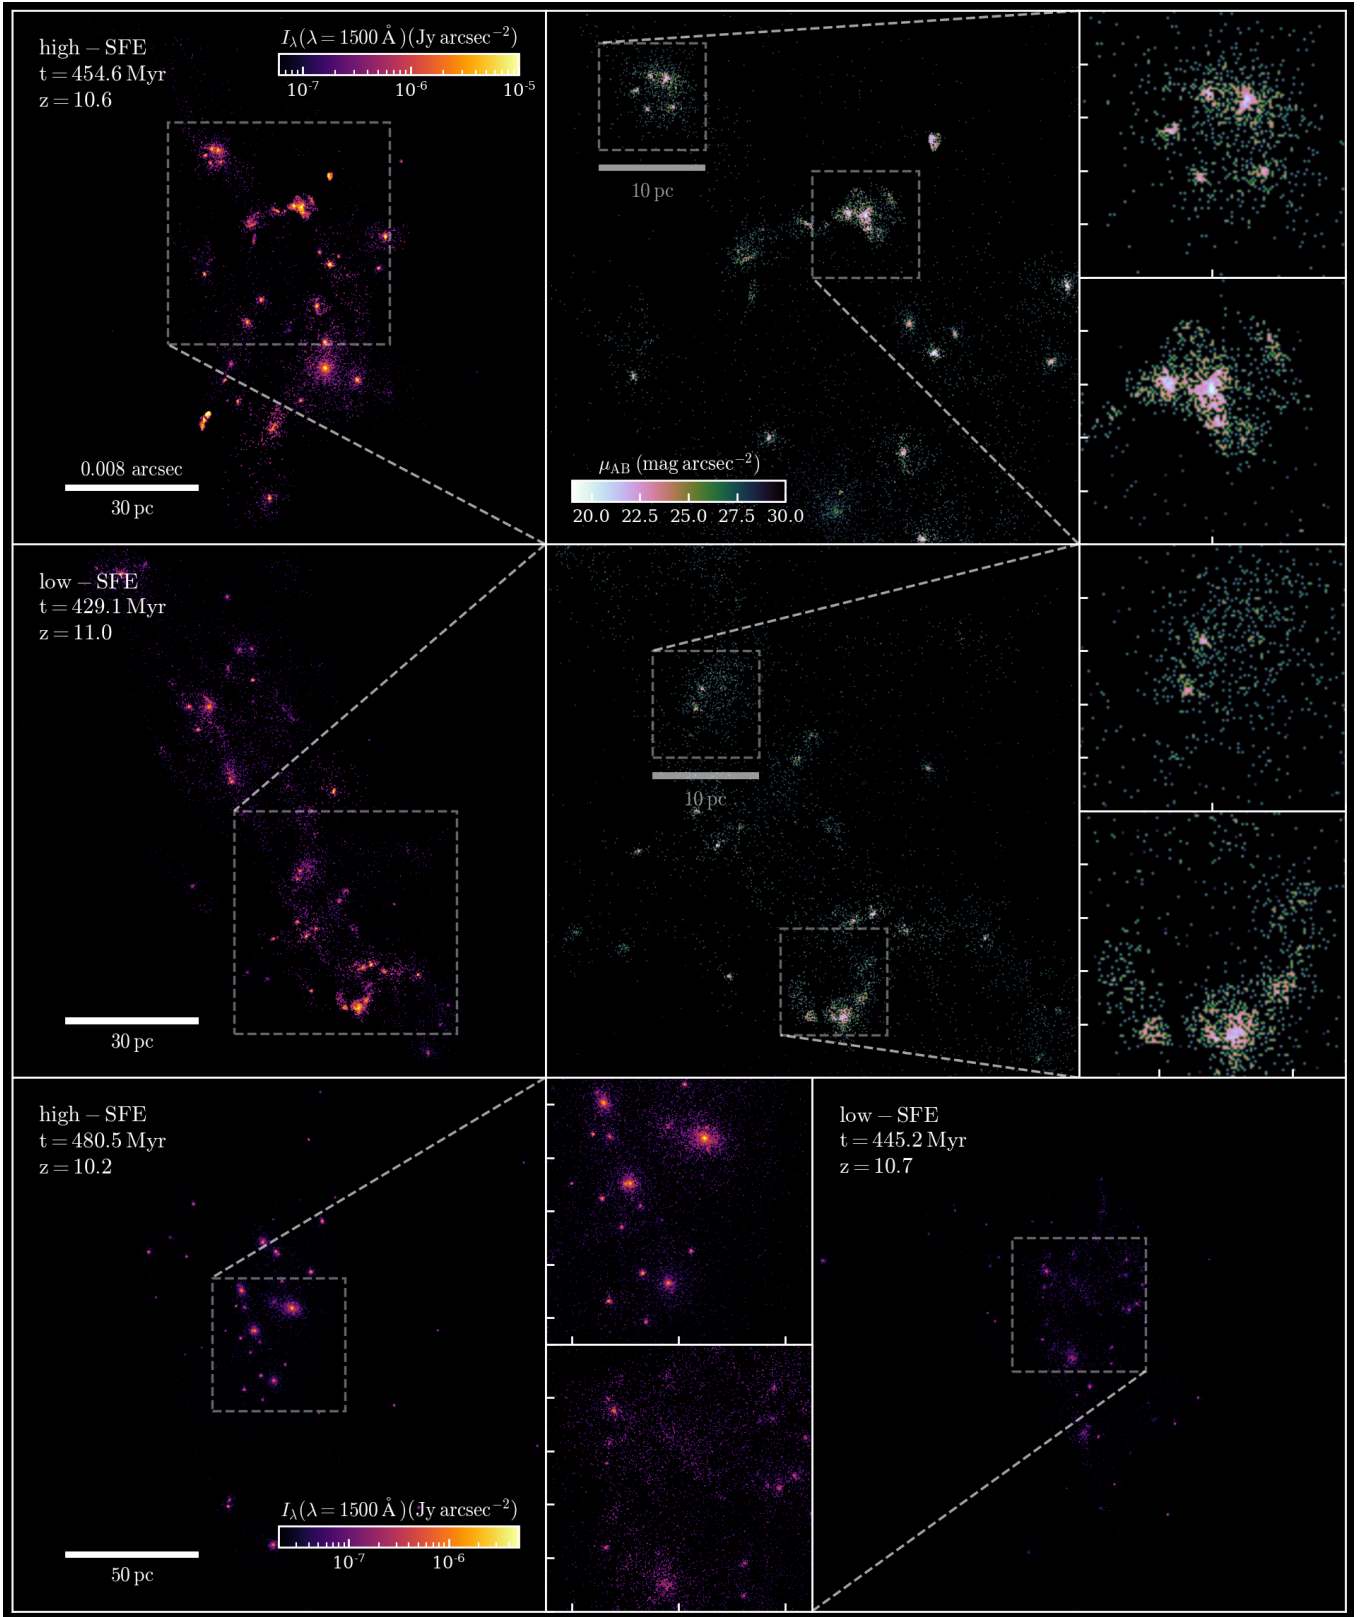 high − SFE
t = 454.6 Myr
z = 10.6
I_λ(λ = 1500 Å)(Jy arcsec⁻²)
10⁻⁷ 10⁻⁶ 10⁻⁵
0.008 arcsec
30 pc
10 pc
μ_AB (mag arcsec⁻²)
20.0 22.5 25.0 27.5 30.0
low − SFE
t = 429.1 Myr
z = 11.0
30 pc
10 pc
high − SFE
t = 480.5 Myr
z = 10.2
I_λ(λ = 1500 Å)(Jy arcsec⁻²)
10⁻⁷ 10⁻⁶
50 pc
low − SFE
t = 445.2 Myr
z = 10.7